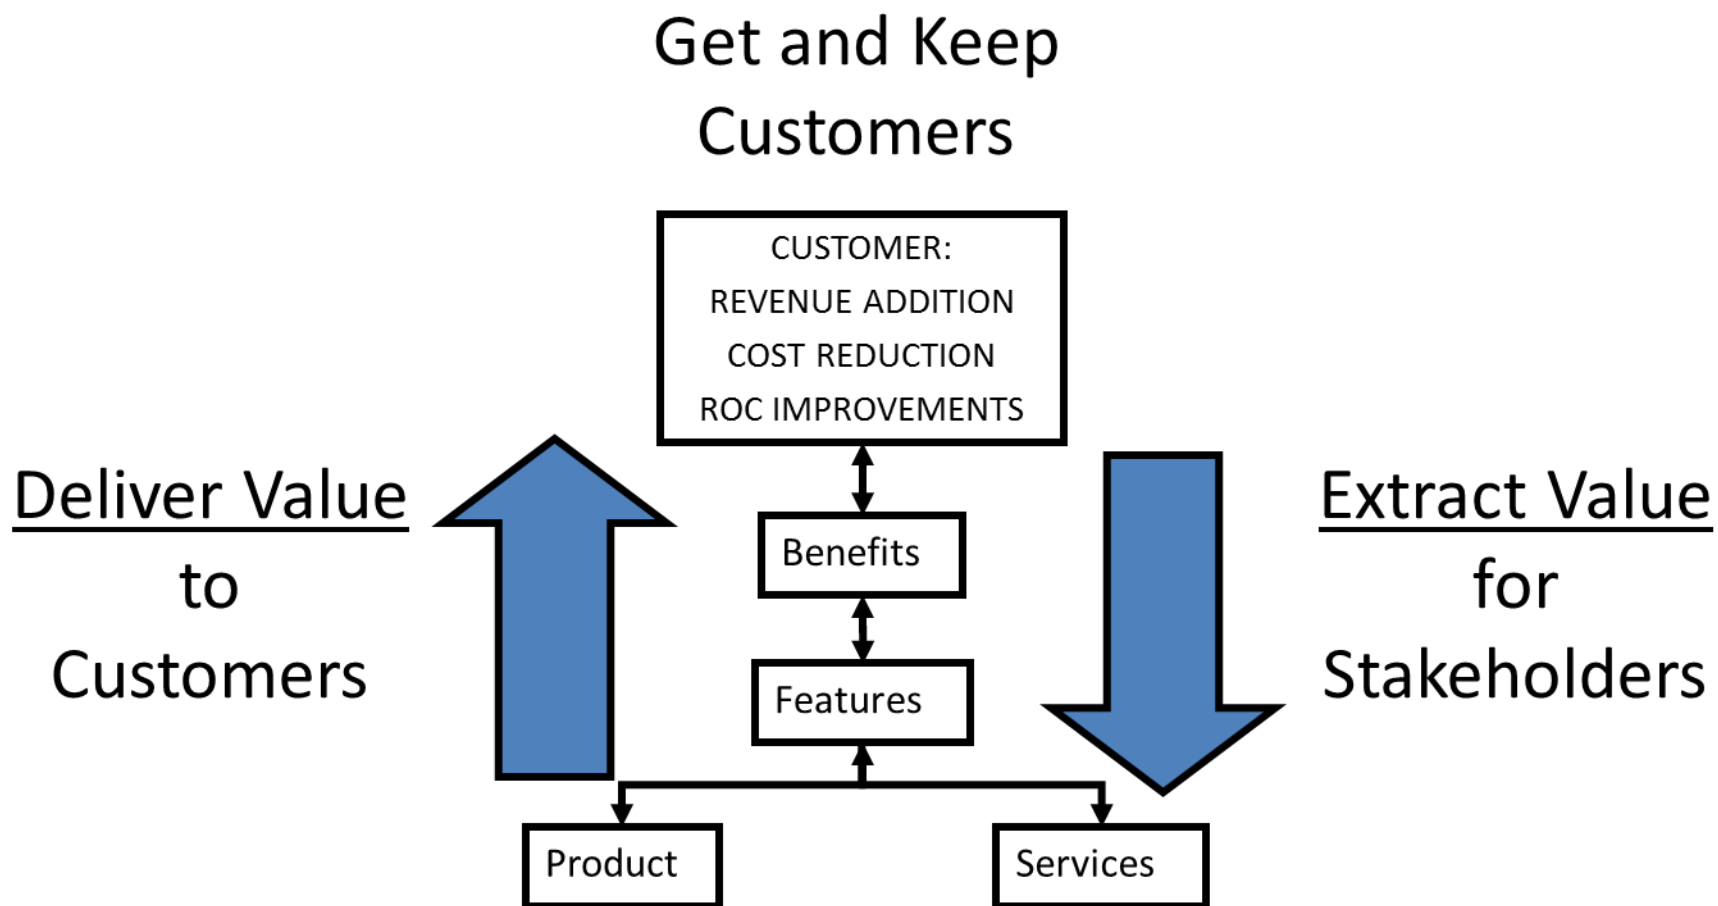 Get and Keep
Customers
CUSTOMER:
REVENUE ADDITION
COST REDUCTION
ROC IMPROVEMENTS
Deliver Value
to
Customers
Benefits
Features
Product
Services
Extract Value
for
Stakeholders